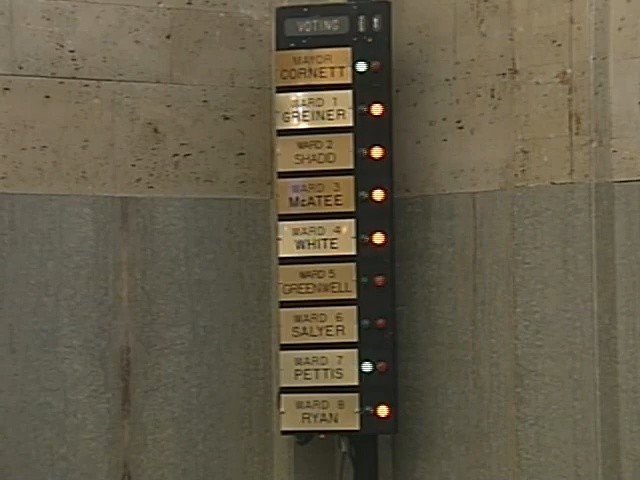 VOTING
MAYOR
CORNETT
WARD 1
GREINER
WARD 2
SHADID
WARD 3
McATEE
WARD 4
WHITE
WARD 5
GREENWELL
WARD 6
SALYER
WARD 7
PETTIS
WARD 8
RYAN